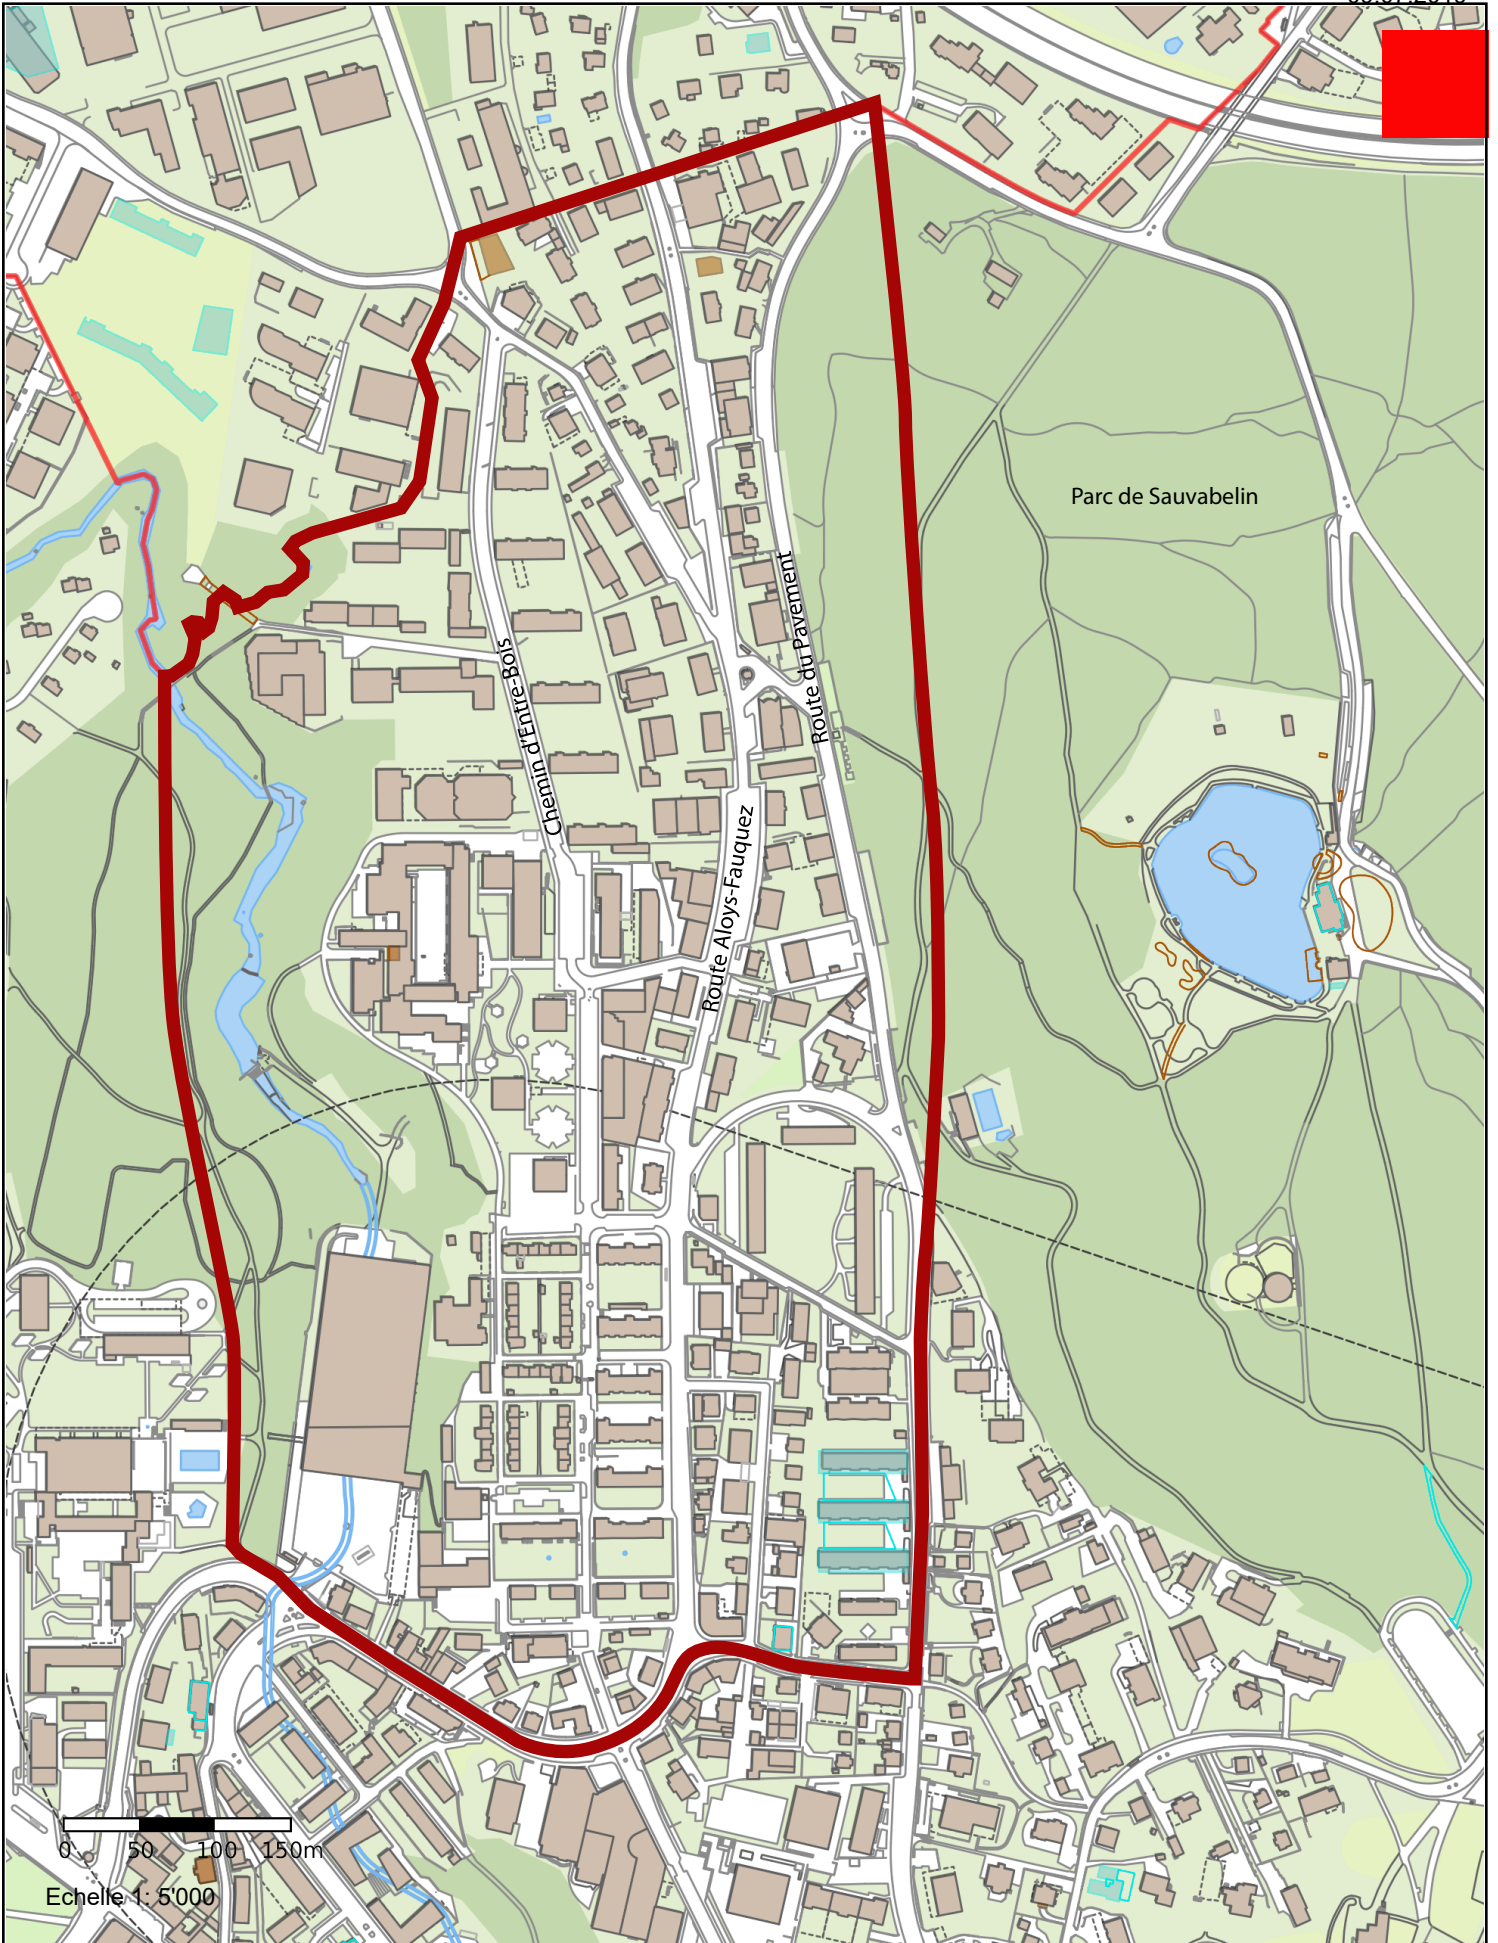 Parc de Sauvabelin
Route du Pavement
Chemin d'Entre-Bois
Route Aloys-Fauquez
0 50 100 150m
Echelle 1: 5'000